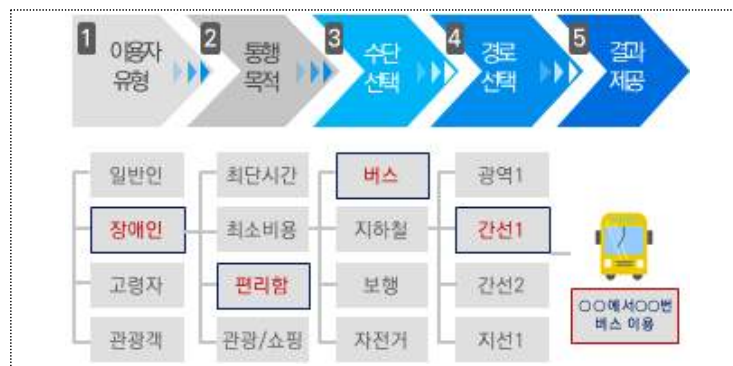 1 이용자 유형
2 통행 목적
3 수단 선택
4 경로 선택
5 결과 제공
일반인
장애인
고령자
관광객
최단시간
최소비용
편리함
관광/쇼핑
버스
지하철
보행
자전거
광역1
간선1
간선2
지선1
○○에서○○번
버스 이용